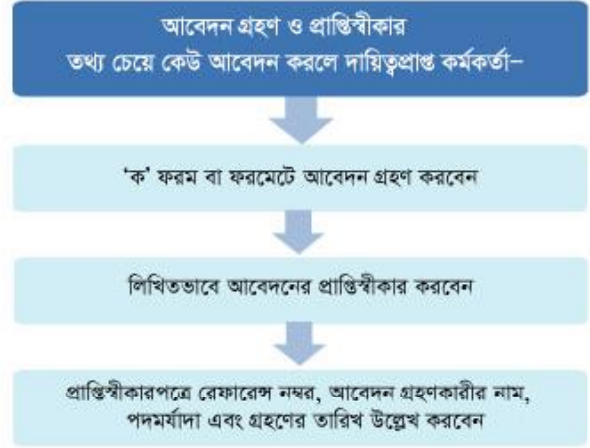 আবেদন গ্রহণ ও প্রাপ্তিস্বীকার
তথ্য চেয়ে কেউ আবেদন করলে দায়িত্বপ্রাপ্ত কর্মকর্তা–
‘ক’ ফরম বা ফরমেটে আবেদন গ্রহণ করবেন
লিখিতভাবে আবেদনের প্রাপ্তিস্বীকার করবেন
প্রাপ্তিস্বীকারপত্রে রেফারেন্স নম্বর, আবেদন গ্রহণকারীর নাম,
পদমর্যাদা এবং গ্রহণের তারিখ উল্লেখ করবেন